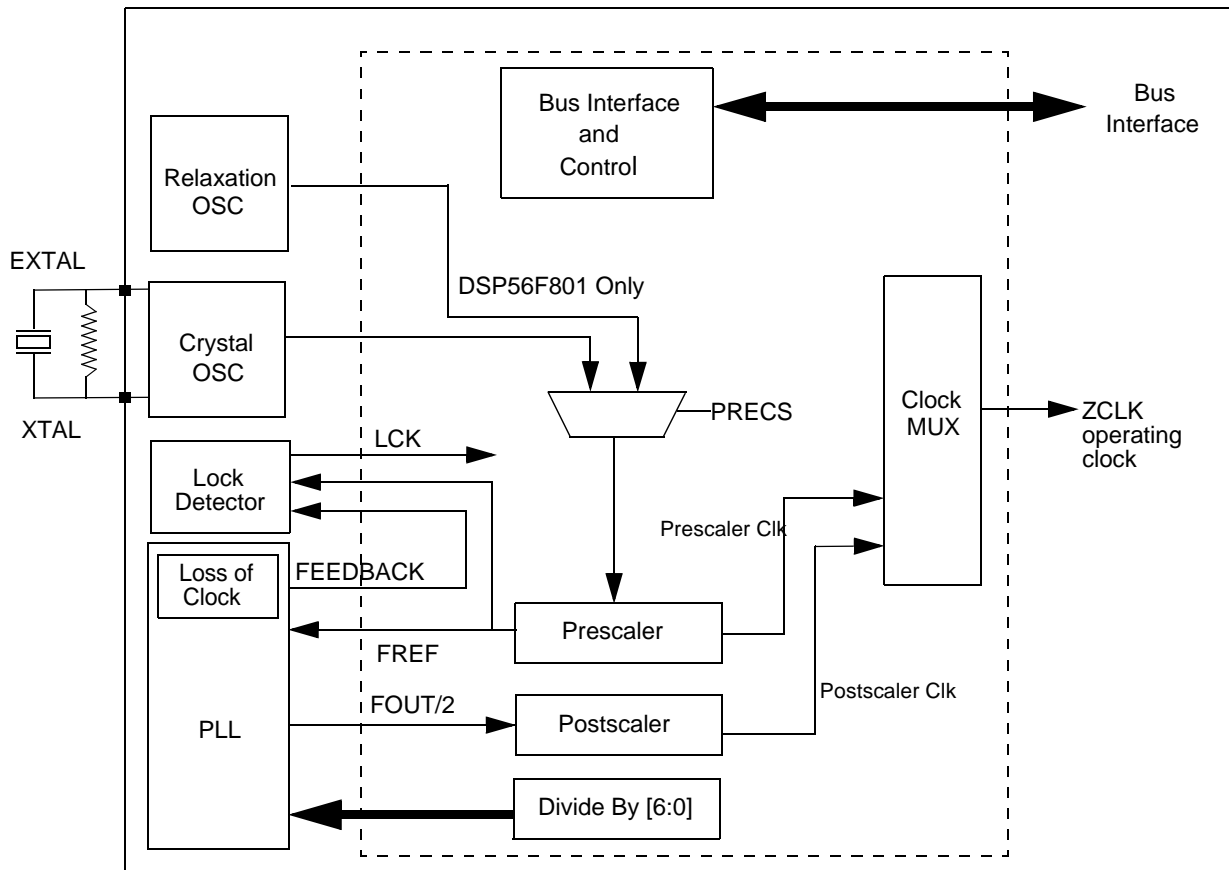 Bus Interface
and
Control
Bus
Interface
Relaxation
OSC
EXTAL
DSP56F801 Only
Crystal
OSC
XTAL
PRECS
Clock
MUX
ZCLK
operating
clock
LCK
Lock
Detector
Prescaler Clk
Loss of
Clock
FEEDBACK
Prescaler
FREF
Postscaler Clk
FOUT/2
Postscaler
PLL
Divide By [6:0]